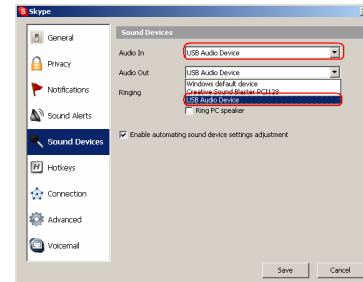 Skype
General
Privacy
Notifications
Sound Alerts
Sound Devices
Hotkeys
Connection
Advanced
Voicemail
Sound Devices
Audio In
USB Audio Device
Audio Out
USB Audio Device
Windows default device
Creative Sound Blaster PCI128
USB Audio Device
Ringing
Ring PC speaker
Enable automating sound device settings adjustment
Save
Cancel